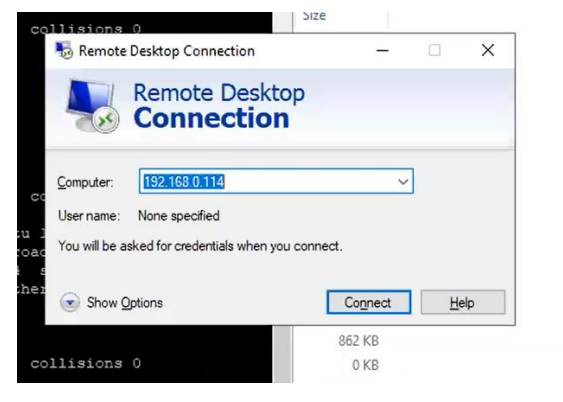 Size
collisions 0
Remote Desktop Connection
Remote Desktop
Connection
Computer: 192.168.0.114
User name: None specified
You will be asked for credentials when you connect.
Show Options Connect Help
862 KB
0 KB
collisions 0